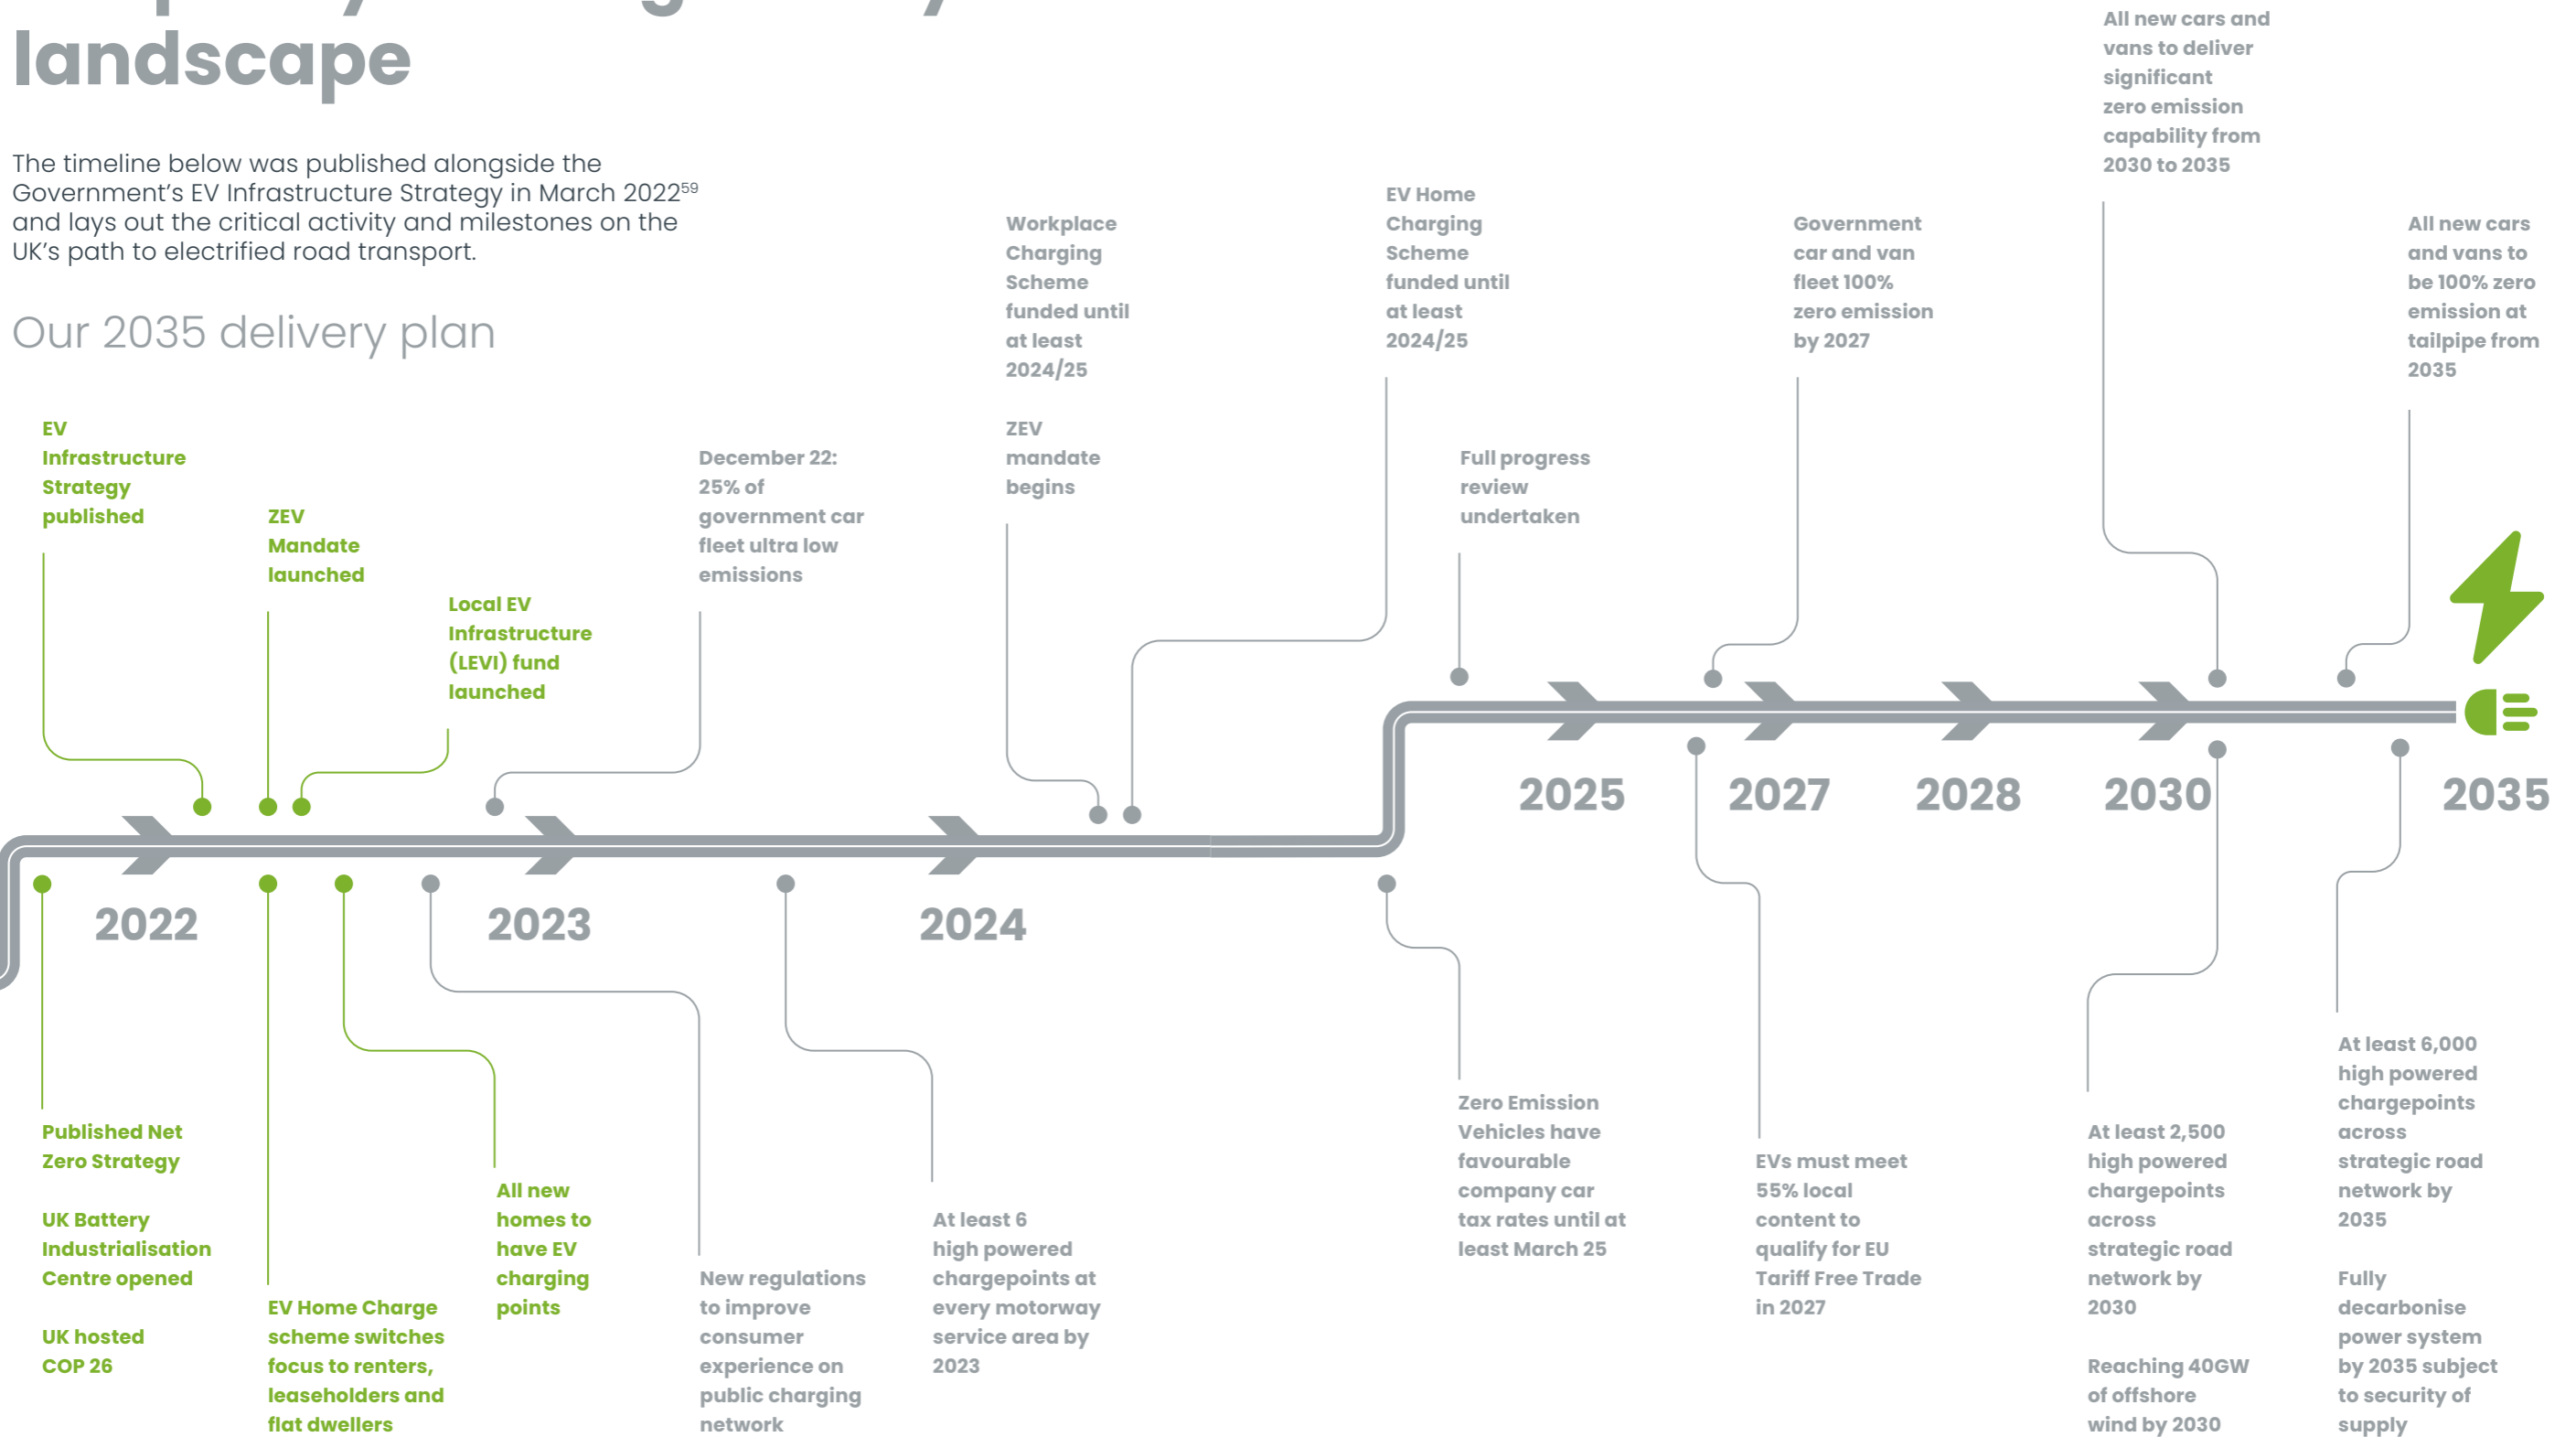 landscape
The timeline below was published alongside the
Government’s EV Infrastructure Strategy in March 2022⁵⁹
and lays out the critical activity and milestones on the
UK’s path to electrified road transport.
Our 2035 delivery plan
EV
Infrastructure
Strategy
published
ZEV
Mandate
launched
Local EV
Infrastructure
(LEVI) fund
launched
December 22:
25% of
government car
fleet ultra low
emissions
Workplace
Charging
Scheme
funded until
at least
2024/25
ZEV
mandate
begins
EV Home
Charging
Scheme
funded until
at least
2024/25
Full progress
review
undertaken
Government
car and van
fleet 100%
zero emission
by 2027
All new cars and
vans to deliver
significant
zero emission
capability from
2030 to 2035
All new cars
and vans to
be 100% zero
emission at
tailpipe from
2035
2022
2023
2024
2025
2027
2028
2030
2035
Published Net
Zero Strategy
UK Battery
Industrialisation
Centre opened
UK hosted
COP 26
EV Home Charge
scheme switches
focus to renters,
leaseholders and
flat dwellers
All new
homes to
have EV
charging
points
New regulations
to improve
consumer
experience on
public charging
network
At least 6
high powered
chargepoints at
every motorway
service area by
2023
Zero Emission
Vehicles have
favourable
company car
tax rates until at
least March 25
EVs must meet
55% local
content to
qualify for EU
Tariff Free Trade
in 2027
At least 2,500
high powered
chargepoints
across
strategic road
network by
2030
Reaching 40GW
of offshore
wind by 2030
At least 6,000
high powered
chargepoints
across
strategic road
network by
2035
Fully
decarbonise
power system
by 2035 subject
to security of
supply